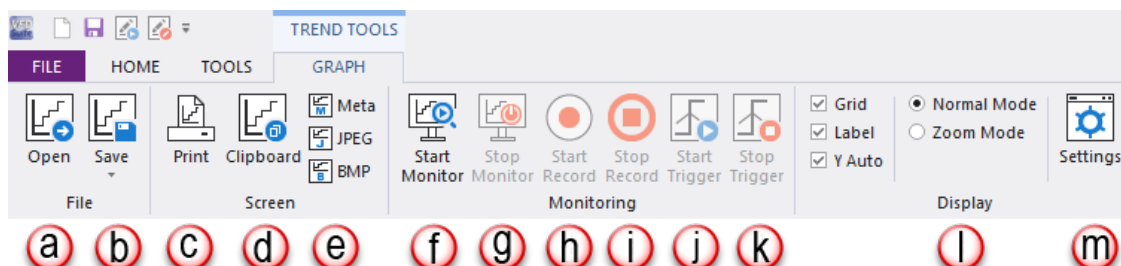 TREND TOOLS
FILE HOME TOOLS GRAPH
Open Save Print Clipboard
Meta
JPEG
BMP
Start Monitor
Stop Monitor
Start Record
Stop Record
Start Trigger
Stop Trigger
Grid
Label
Y Auto
Normal Mode
Zoom Mode
Settings
File Screen Monitoring Display
a b c d e f g h i j k l m